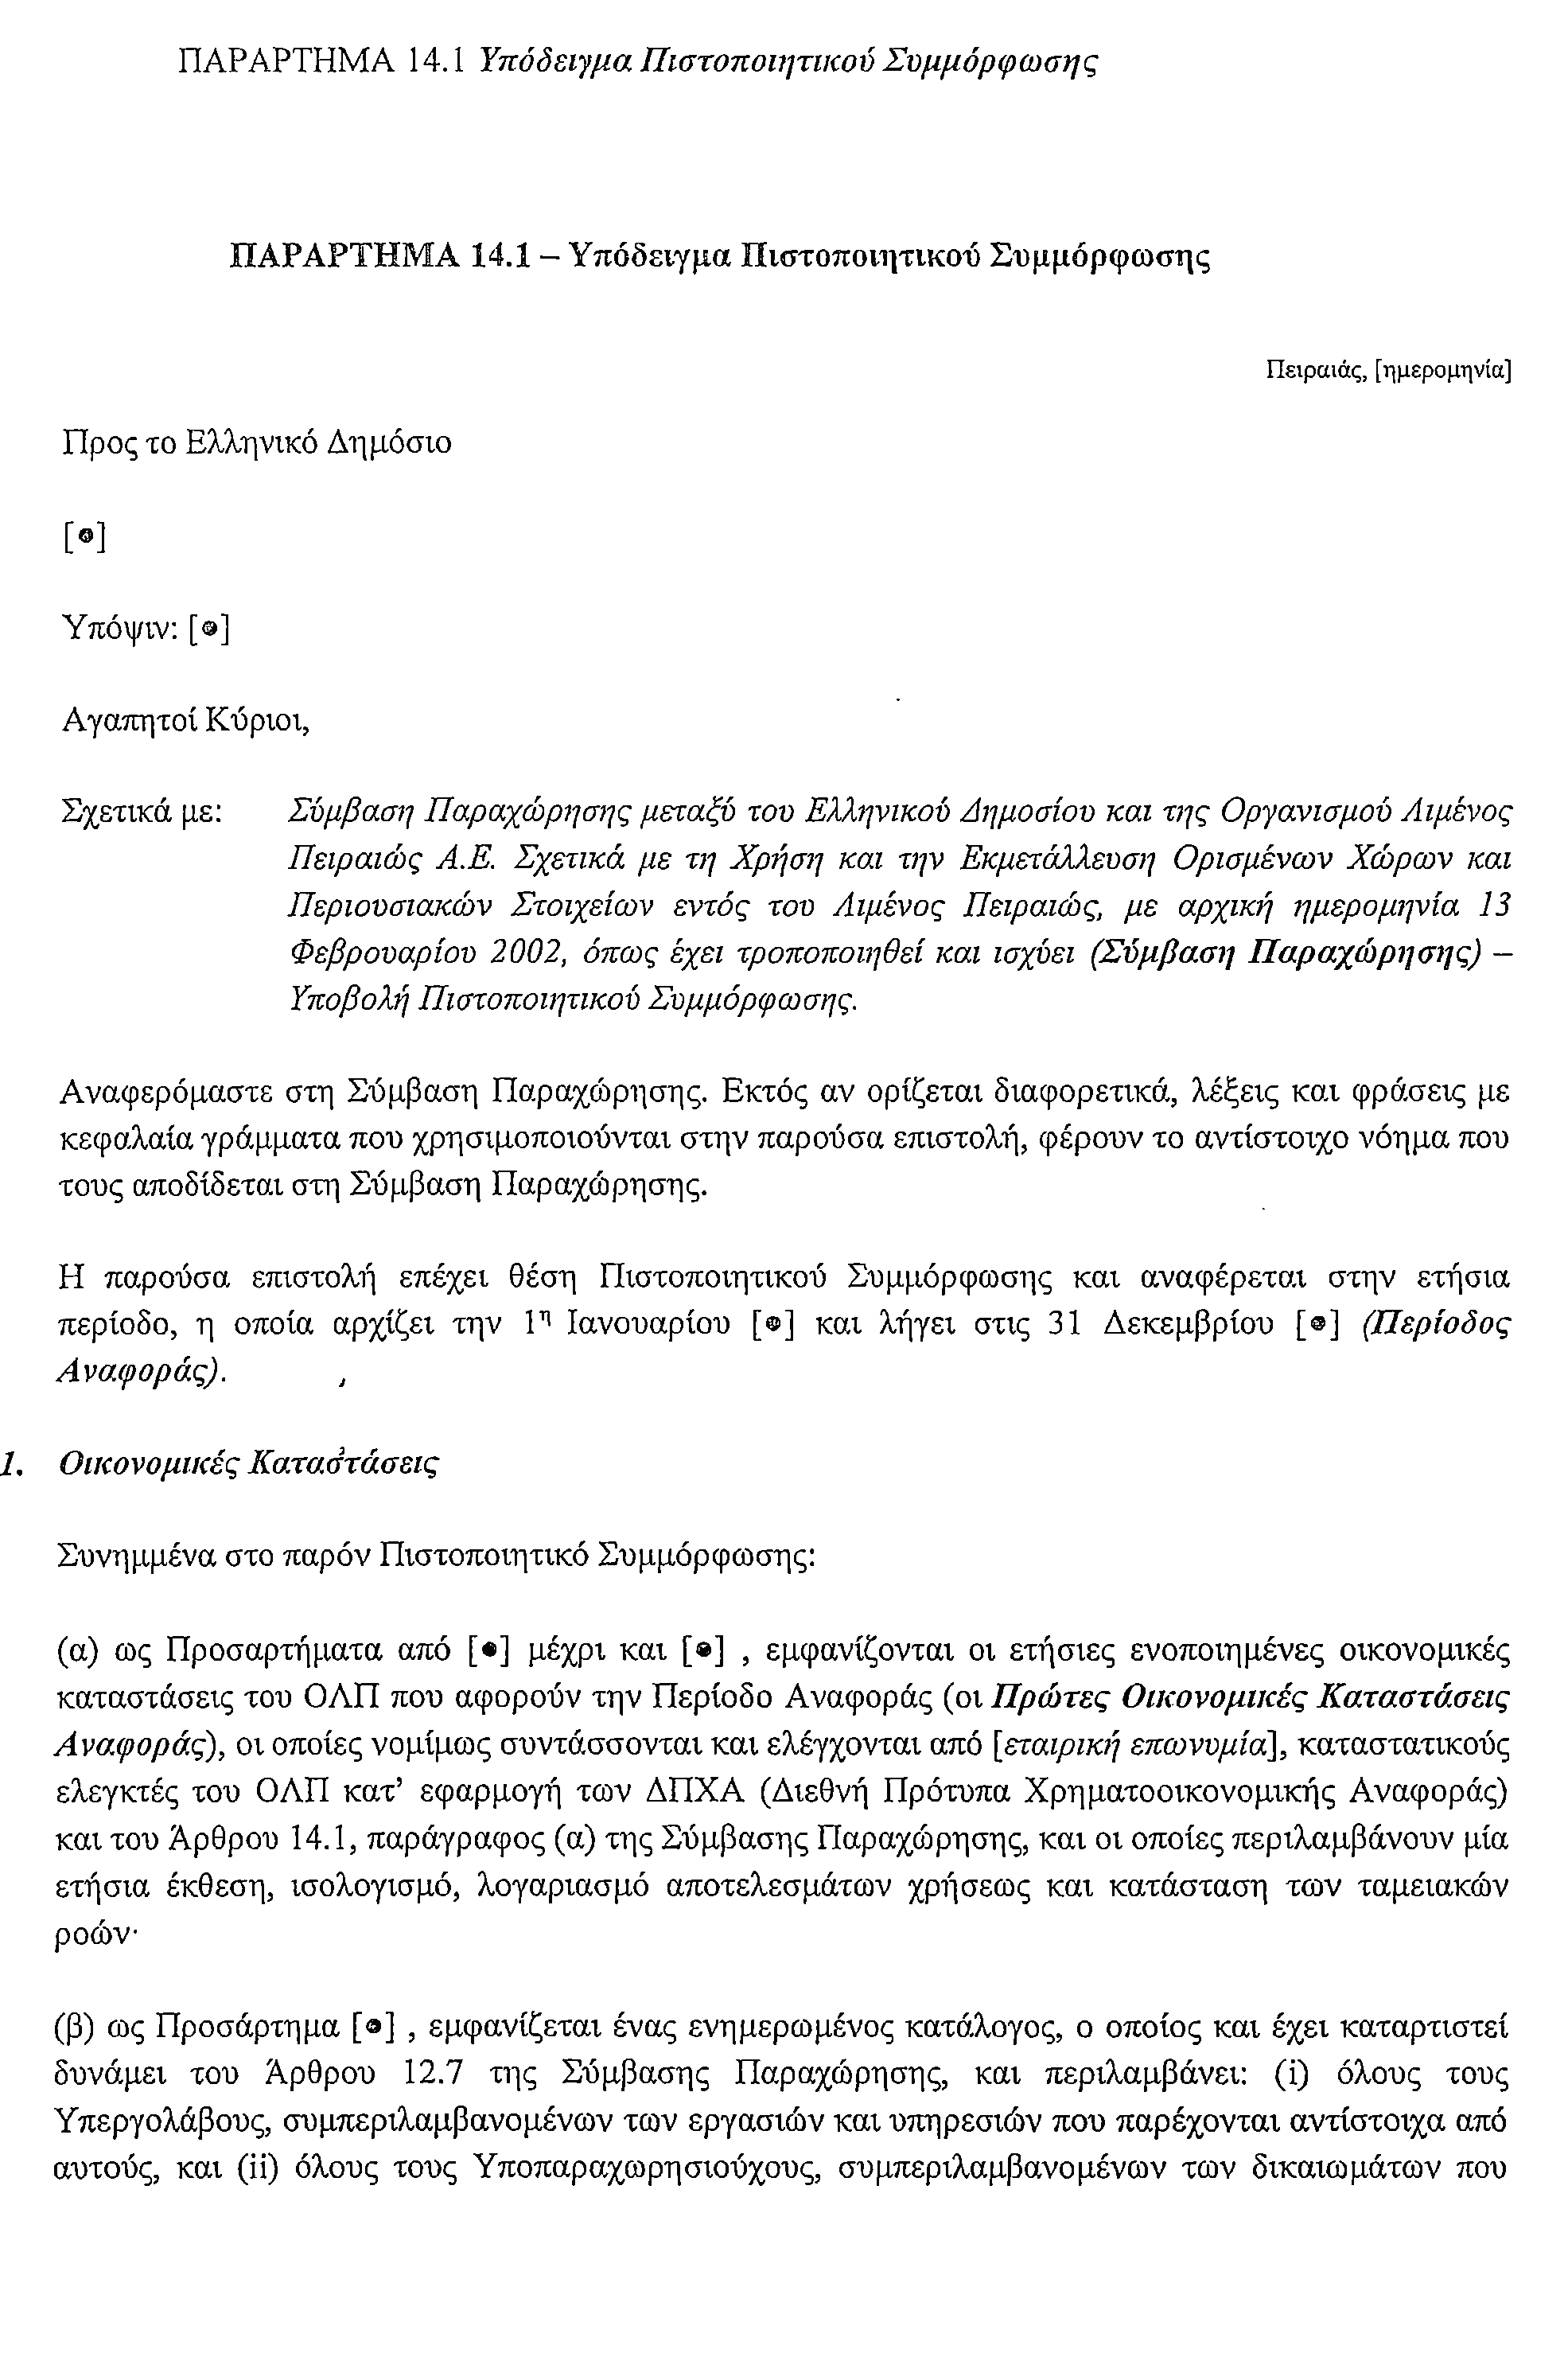 ΠΑΡΑΡΤΗΜΑ 14.1 Υπόδειγμα Πιστοποιητικού Συμμόρφωσης
ΠΑΡΑΡΤΗΜΑ 14.1 – Υπόδειγμα Πιστοποιητικού Συμμόρφωσης
Πειραιάς, [ημερομηνία]
Προς το Ελληνικό Δημόσιο
[•]
Υπόψιν: [•]
Αγαπητοί Κύριοι,
Σχετικά με: Σύμβαση Παραχώρησης μεταξύ του Ελληνικού Δημοσίου και της Οργανισμού Λιμένος
Πειραιώς Α.Ε. Σχετικά με τη Χρήση και την Εκμετάλλευση Ορισμένων Χώρων και
Περιουσιακών Στοιχείων εντός του Λιμένος Πειραιώς, με αρχική ημερομηνία 13
Φεβρουαρίου 2002, όπως έχει τροποποιηθεί και ισχύει (Σύμβαση Παραχώρησης) –
Υποβολή Πιστοποιητικού Συμμόρφωσης.
Αναφερόμαστε στη Σύμβαση Παραχώρησης. Εκτός αν ορίζεται διαφορετικά, λέξεις και φράσεις με
κεφαλαία γράμματα που χρησιμοποιούνται στην παρούσα επιστολή, φέρουν το αντίστοιχο νόημα που
τους αποδίδεται στη Σύμβαση Παραχώρησης.
Η παρούσα επιστολή επέχει θέση Πιστοποιητικού Συμμόρφωσης και αναφέρεται στην ετήσια
περίοδο, η οποία αρχίζει την 1η Ιανουαρίου [•] και λήγει στις 31 Δεκεμβρίου [•] (Περίοδος
Αναφοράς).
1. Οικονομικές Καταστάσεις
Συνημμένα στο παρόν Πιστοποιητικό Συμμόρφωσης:
(α) ως Προσαρτήματα από [•] μέχρι και [•] , εμφανίζονται οι ετήσιες ενοποιημένες οικονομικές
καταστάσεις του ΟΛΠ που αφορούν την Περίοδο Αναφοράς (οι Πρώτες Οικονομικές Καταστάσεις
Αναφοράς), οι οποίες νομίμως συντάσσονται και ελέγχονται από [εταιρική επωνυμία], καταστατικούς
ελεγκτές του ΟΛΠ κατ’ εφαρμογή των ΔΠΧΑ (Διεθνή Πρότυπα Χρηματοοικονομικής Αναφοράς)
και του Άρθρου 14.1, παράγραφος (α) της Σύμβασης Παραχώρησης, και οι οποίες περιλαμβάνουν μία
ετήσια έκθεση, ισολογισμό, λογαριασμό αποτελεσμάτων χρήσεως και κατάσταση των ταμειακών
ροών·
(β) ως Προσάρτημα [•] , εμφανίζεται ένας ενημερωμένος κατάλογος, ο οποίος και έχει καταρτιστεί
δυνάμει του Άρθρου 12.7 της Σύμβασης Παραχώρησης, και περιλαμβάνει: (i) όλους τους
Υπεργολάβους, συμπεριλαμβανομένων των εργασιών και υπηρεσιών που παρέχονται αντίστοιχα από
αυτούς, και (ii) όλους τους Υποπαραχωρησιούχους, συμπεριλαμβανομένων των δικαιωμάτων που